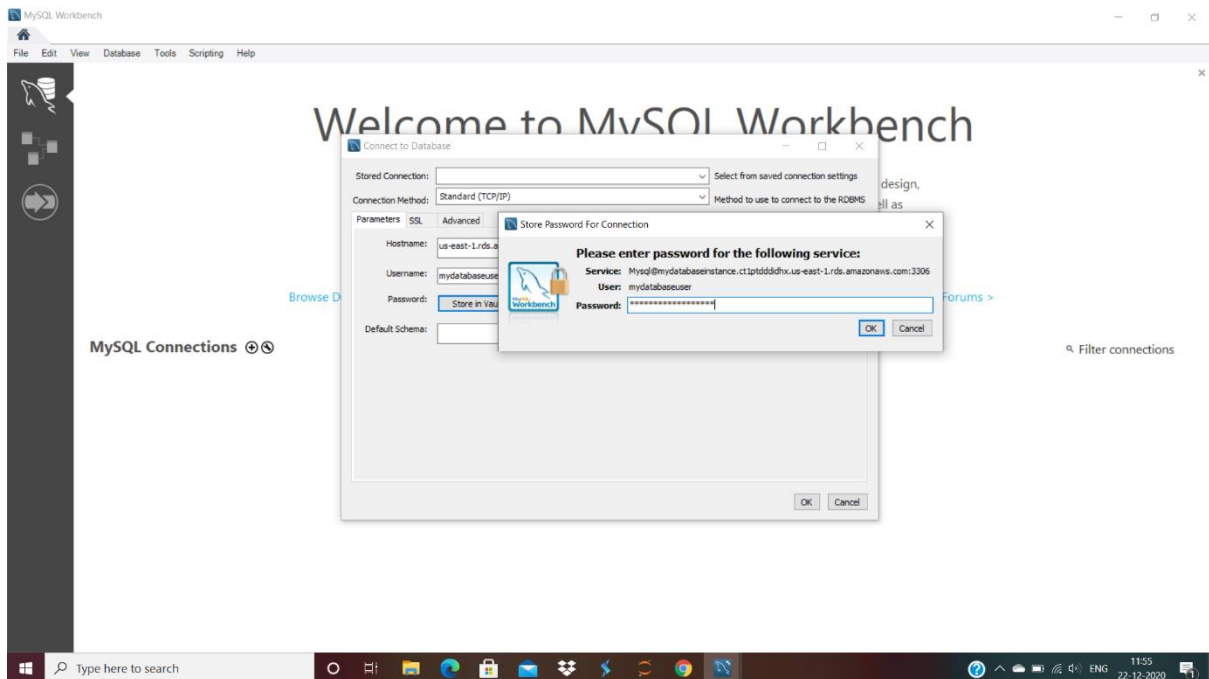 MySQL Workbench
File Edit View Database Tools Scripting Help
Welcome to MySQL Workbench
Connect to Database
Stored Connection:
Select from saved connection settings
design,
Connection Method: Standard (TCP/IP)
Method to use to connect to the RDBMS
ell as
Parameters SSL Advanced
Store Password For Connection
Hostname: us-east-1.rds.a
Please enter password for the following service:
Service: Mysql@mydatabaseinstance.ct1ptdddidhx.us-east-1.rds.amazonaws.com:3306
Username: mydatabaseuse
User: mydatabaseuser
Browse D
Password: Store in Vau
Workbench
Password: ******************
Forums >
Default Schema:
OK Cancel
MySQL Connections
Filter connections
OK Cancel
Type here to search
ENG
11:55
22-12-2020